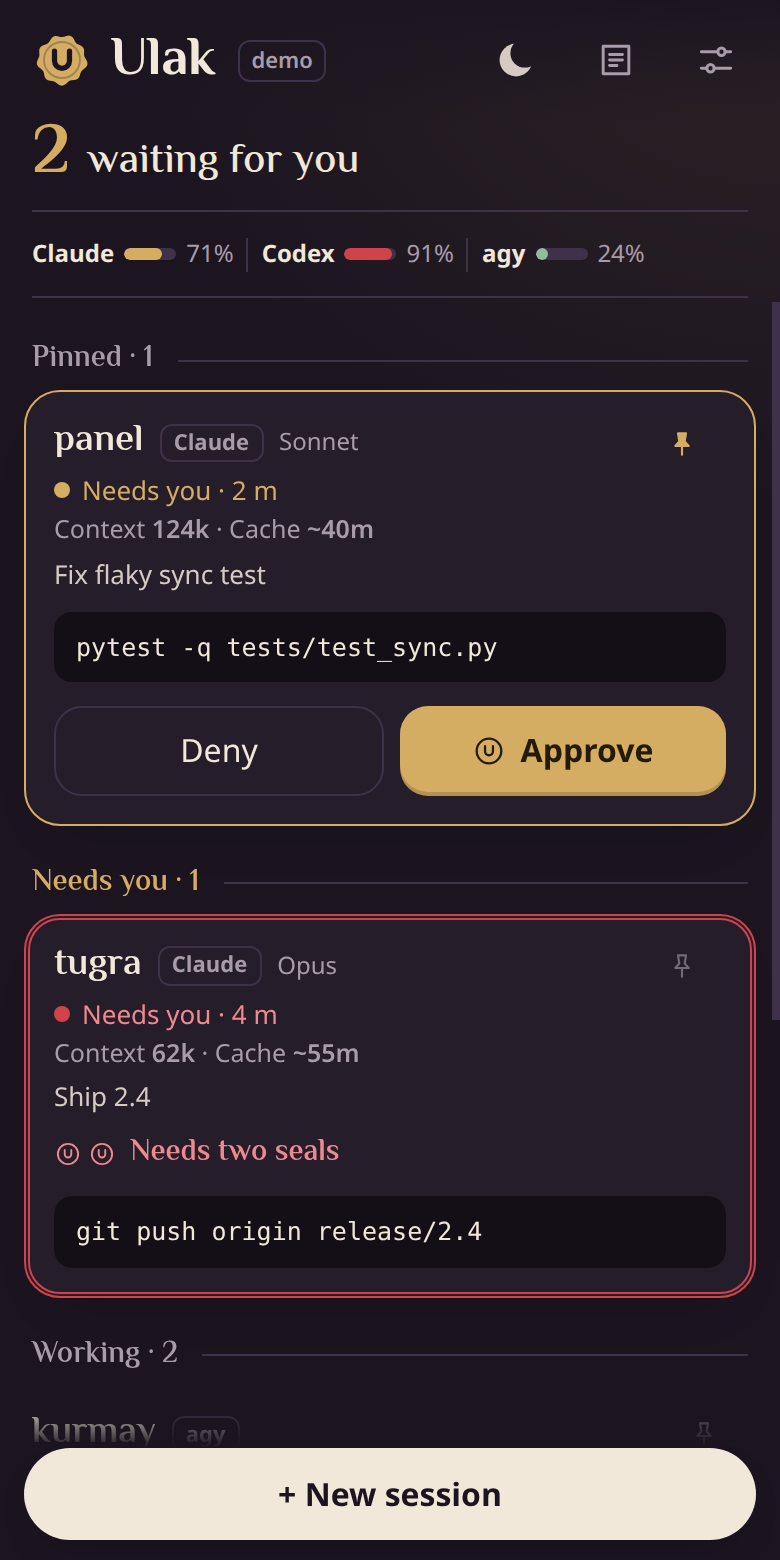 Ulak demo
2 waiting for you
Claude 71% Codex 91% agy 24%
Pinned · 1
panel Claude Sonnet
Needs you · 2 m
Context 124k · Cache ~40m
Fix flaky sync test
pytest -q tests/test_sync.py
Deny Approve
Needs you · 1
tugra Claude Opus
Needs you · 4 m
Context 62k · Cache ~55m
Ship 2.4
Needs two seals
git push origin release/2.4
Working · 2
kurmay agy
+ New session